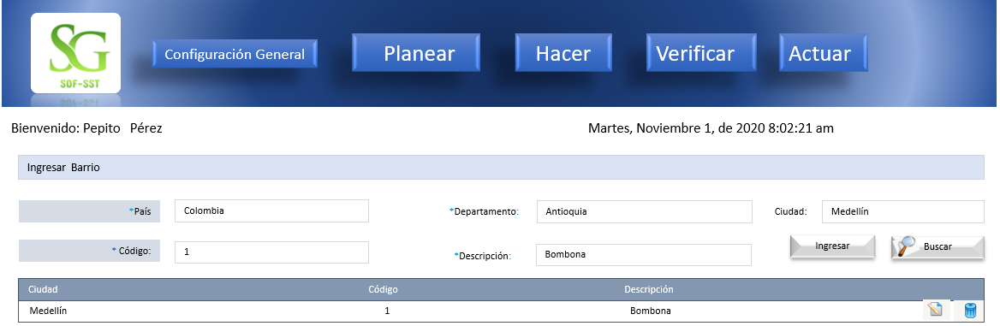 SG
SOF-SST
Configuración General Planear Hacer Verificar Actuar
Bienvenido: Pepito Pérez Martes, Noviembre 1, de 2020 8:02:21 am
Ingresar Barrio
*País Colombia *Departamento: Antioquia Ciudad: Medellín
* Código: 1 *Descripción: Bombona Ingresar Buscar
Ciudad Código Descripción
Medellín 1 Bombona